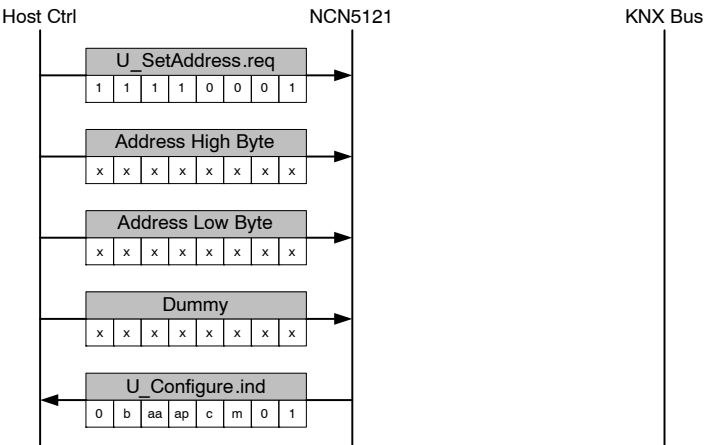 Host Ctrl NCN5121 KNX Bus
U_SetAddress.req
1 1 1 1 0 0 0 1
Address High Byte
x x x x x x x x
Address Low Byte
x x x x x x x x
Dummy
x x x x x x x x
U_Configure.ind
0 b aa ap c m 0 1